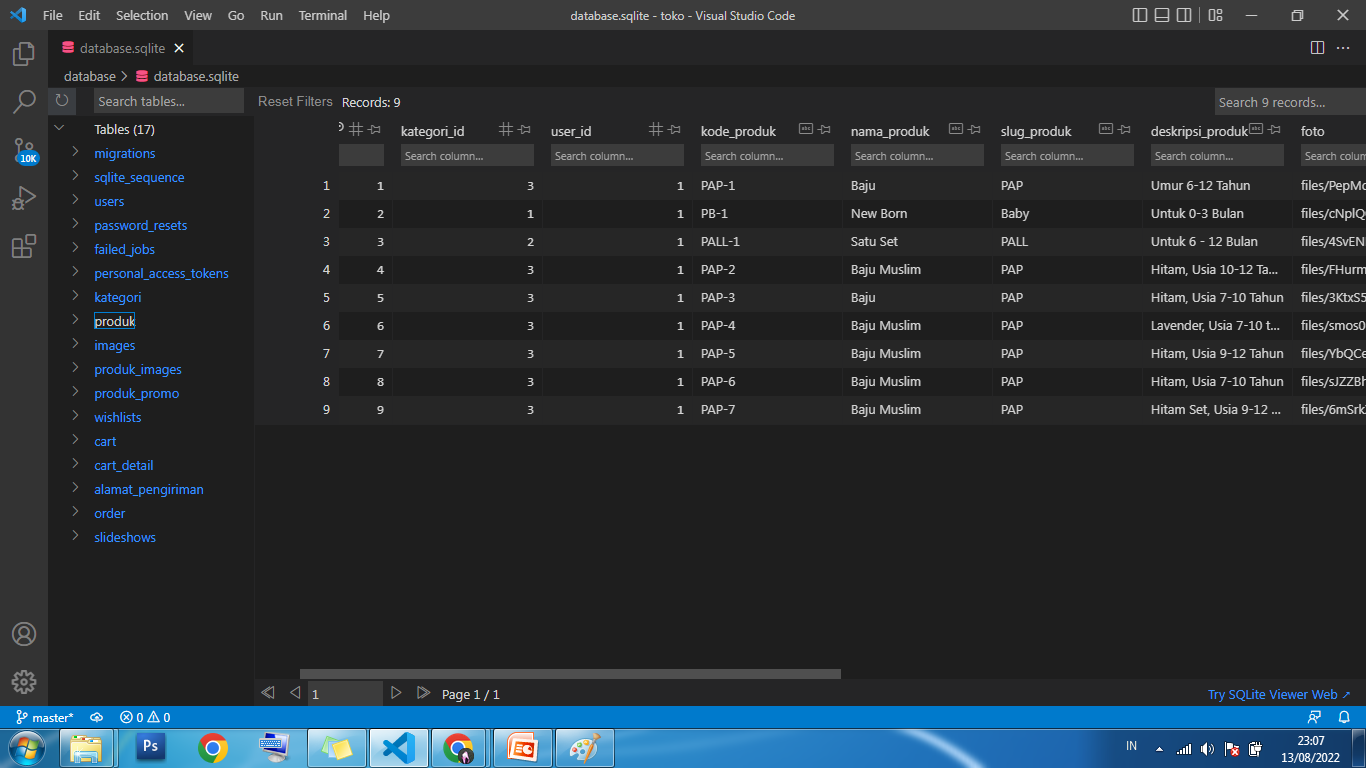 File Edit Selection View Go Run Terminal Help database.sqlite - toko - Visual Studio Code
database.sqlite
database > database.sqlite
Search tables... Reset Filters Records: 9 Search 9 records...
Tables (17)
migrations
sqlite_sequence
users
password_resets
failed_jobs
personal_access_tokens
kategori
produk
images
produk_images
produk_promo
wishlists
cart
cart_detail
alamat_pengiriman
order
slideshows
10K
kategori_id user_id kode_produk nama_produk slug_produk deskripsi_produk foto
Search column... Search column... Search column... Search column... Search column... Search column... Search colum
1 1 3 1 PAP-1 Baju PAP Umur 6-12 Tahun files/PepMo
2 2 1 1 PB-1 New Born Baby Untuk 0-3 Bulan files/cNplQ
3 3 2 1 PALL-1 Satu Set PALL Untuk 6 - 12 Bulan files/4SvEN
4 4 3 1 PAP-2 Baju Muslim PAP Hitam, Usia 10-12 Ta... files/FHurm
5 5 3 1 PAP-3 Baju PAP Hitam, Usia 7-10 Tahun files/3KtxS5
6 6 3 1 PAP-4 Baju Muslim PAP Lavender, Usia 7-10 t... files/smos0
7 7 3 1 PAP-5 Baju Muslim PAP Hitam, Usia 9-12 Tahun files/YbQCe
8 8 3 1 PAP-6 Baju Muslim PAP Hitam, Usia 7-10 Tahun files/sJZZBh
9 9 3 1 PAP-7 Baju Muslim PAP Hitam Set, Usia 9-12 ... files/6mSrk
1 Page 1 / 1 Try SQLite Viewer Web ↗
master* 0 0
Ps IN 23:07
13/08/2022